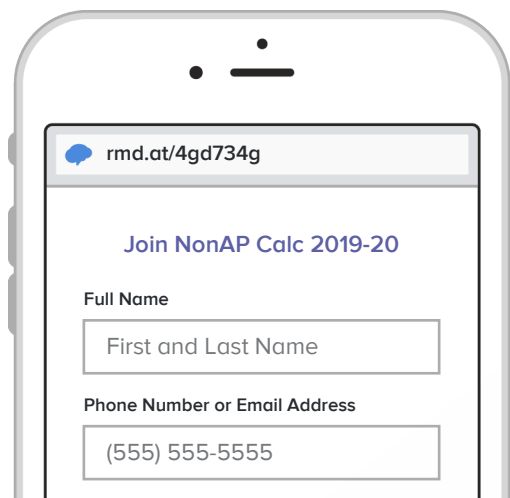 rmd.at/4gd734g
Join NonAP Calc 2019-20
Full Name
First and Last Name
Phone Number or Email Address
(555) 555-5555